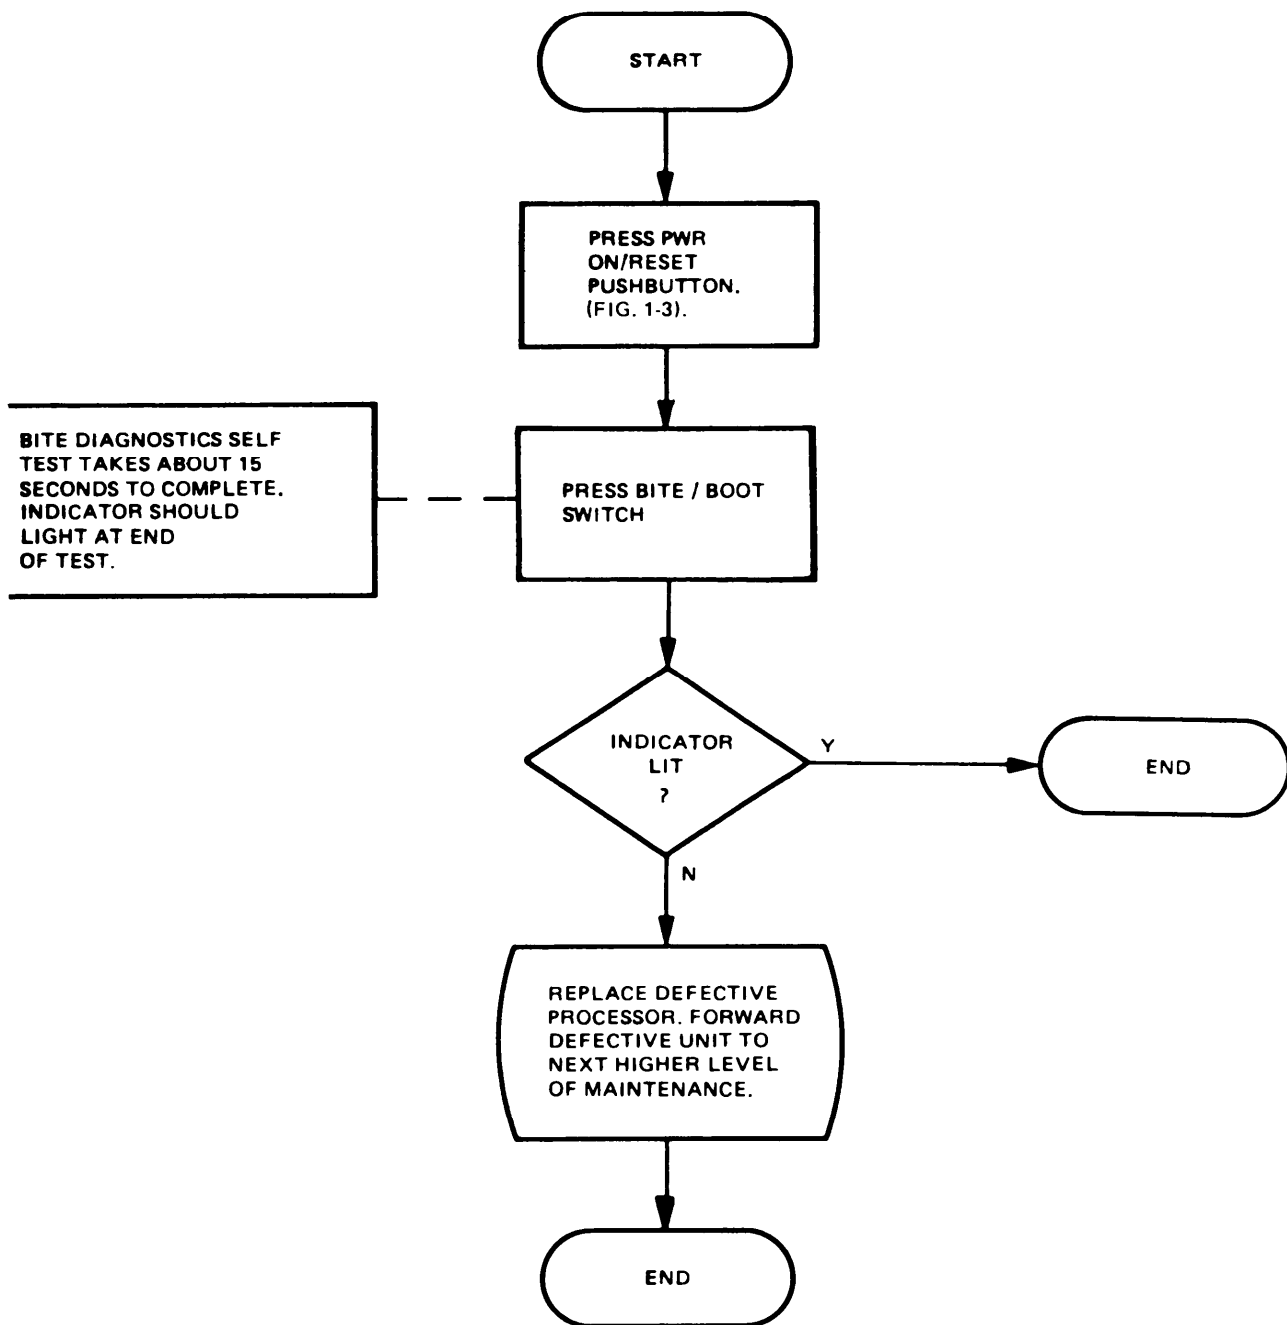 START
PRESS PWR
ON/RESET
PUSHBUTTON.
(FIG. 1-3).
BITE DIAGNOSTICS SELF
TEST TAKES ABOUT 15
SECONDS TO COMPLETE.
INDICATOR SHOULD
LIGHT AT END
OF TEST.
PRESS BITE / BOOT
SWITCH
INDICATOR
LIT
?
Y
END
N
REPLACE DEFECTIVE
PROCESSOR. FORWARD
DEFECTIVE UNIT TO
NEXT HIGHER LEVEL
OF MAINTENANCE.
END